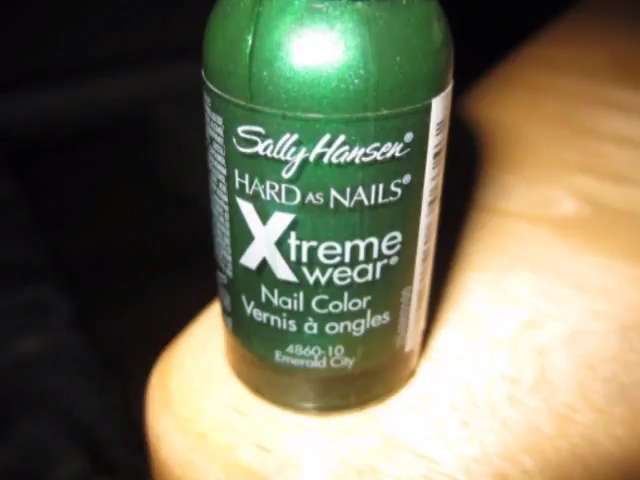 Sally Hansen®
HARD AS NAILS®
Xtreme
wear®
Nail Color
Vernis à ongles
4860-10
Emerald City